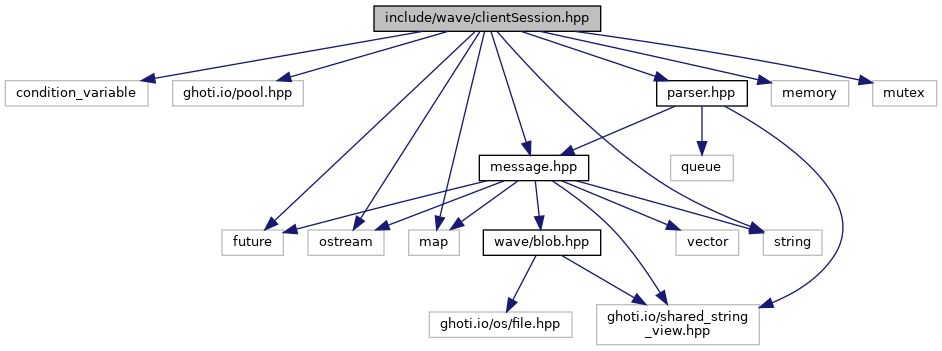 include/wave/clientSession.hpp
condition_variable
ghoti.io/pool.hpp
parser.hpp
memory
mutex
message.hpp
queue
future
ostream
map
wave/blob.hpp
vector
string
ghoti.io/os/file.hpp
ghoti.io/shared_string
_view.hpp